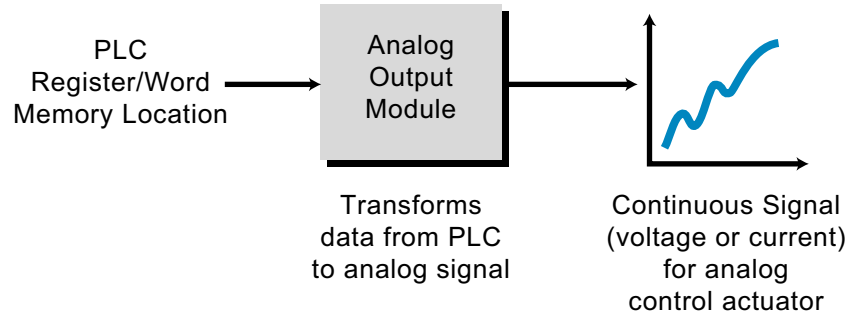 PLC
Register/Word
Memory Location
Analog
Output
Module
Transforms
data from PLC
to analog signal
Continuous Signal
(voltage or current)
for analog
control actuator